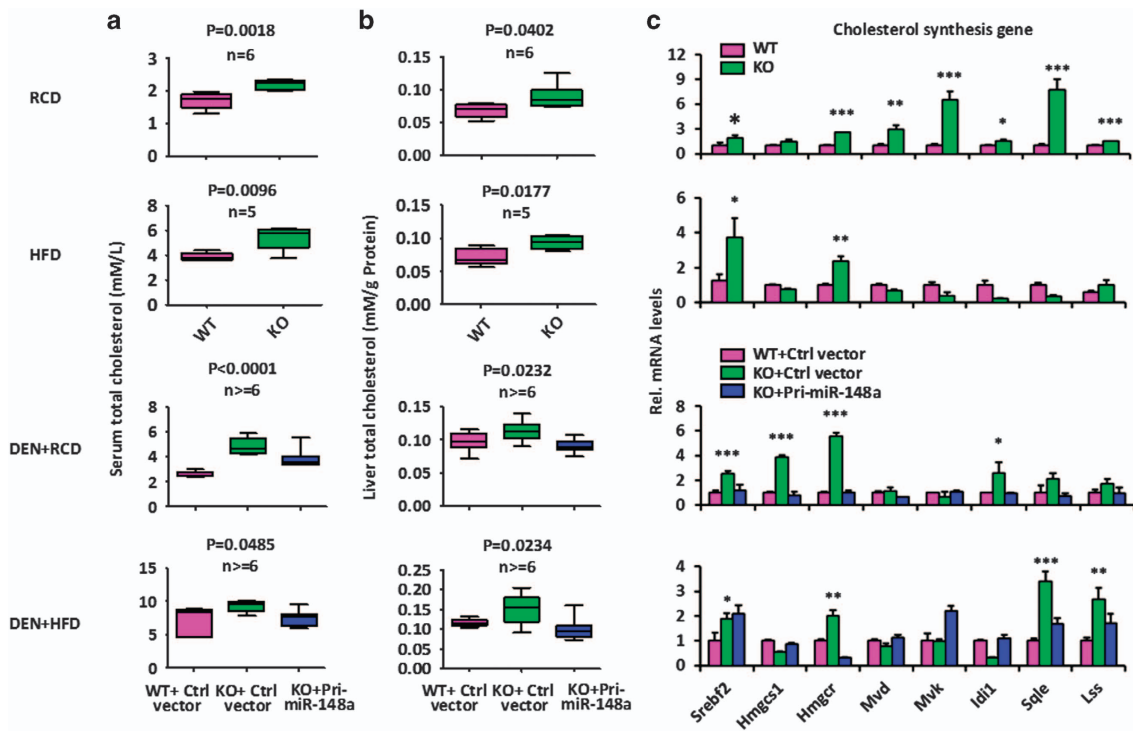 a
b
c
RCD
HFD
DEN+RCD
DEN+HFD
Serum total cholesterol (mM/L)
P=0.0018
n=6
3
2
1
0
P=0.0096
n=5
8
6
4
2
0
WT
KO
P<0.0001
n>=6
6
4
2
0
P=0.0485
n>=6
15
10
5
0
WT+ Ctrl vector
KO+ Ctrl vector
KO+Pri-miR-148a
Liver total cholesterol (mM/g Protein)
P=0.0402
n=6
0.15
0.10
0.05
0.00
P=0.0177
n=5
0.15
0.10
0.05
0.00
WT
KO
P=0.0232
n>=6
0.15
0.10
0.05
0.00
P=0.0234
n>=6
0.25
0.20
0.15
0.10
0.05
0.00
WT+ Ctrl vector
KO+ Ctrl vector
KO+Pri-miR-148a
Cholesterol synthesis gene
Rel. mRNA levels
WT
KO
12
9
6
3
0
*
***
**
***
*
***
***
6
4
2
0
*
**
WT+Ctrl vector
KO+Ctrl vector
KO+Pri-miR-148a
8
6
4
2
0
***
***
***
*
4
3
2
1
0
*
**
***
**
Srebf2
Hmgcs1
Hmgcr
Mvd
Mvk
Idi1
Sqle
Lss